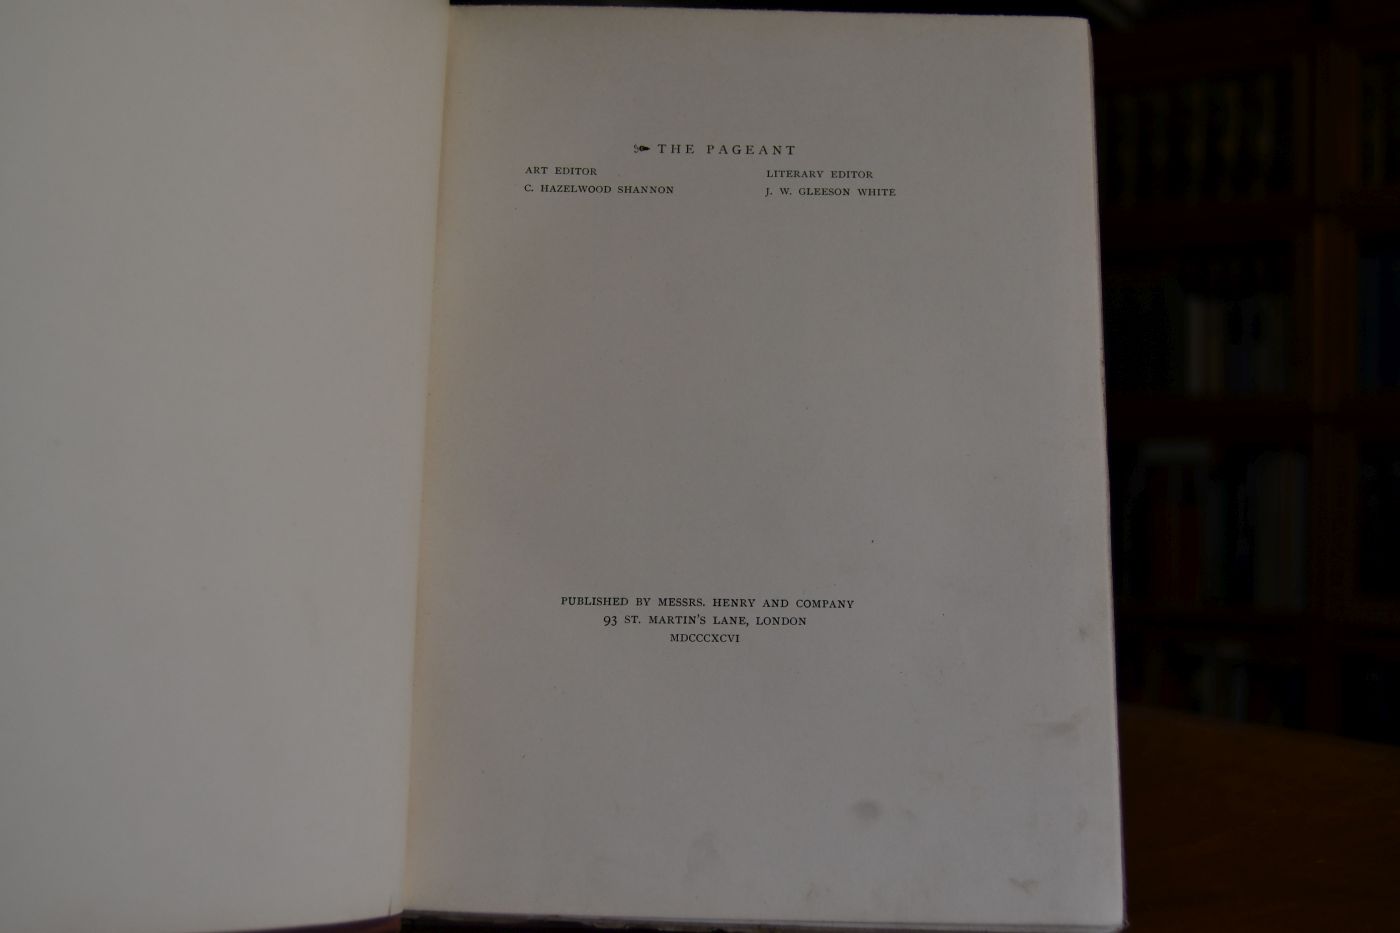 THE PAGEANT
ART EDITOR
C. HAZELWOOD SHANNON
LITERARY EDITOR
J. W. GLEESON WHITE
PUBLISHED BY MESSRS. HENRY AND COMPANY
93 ST. MARTIN'S LANE, LONDON
MDCCCXCVI